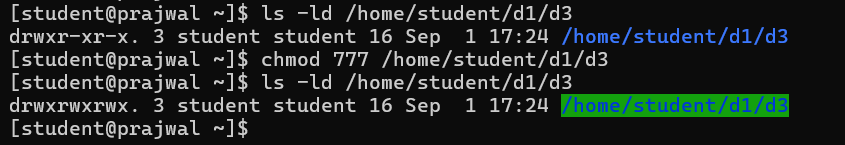 [student@prajwal ~]$ ls -ld /home/student/d1/d3
drwxr-xr-x. 3 student student 16 Sep  1 17:24 /home/student/d1/d3
[student@prajwal ~]$ chmod 777 /home/student/d1/d3
[student@prajwal ~]$ ls -ld /home/student/d1/d3
drwxrwxrwx. 3 student student 16 Sep  1 17:24 /home/student/d1/d3
[student@prajwal ~]$